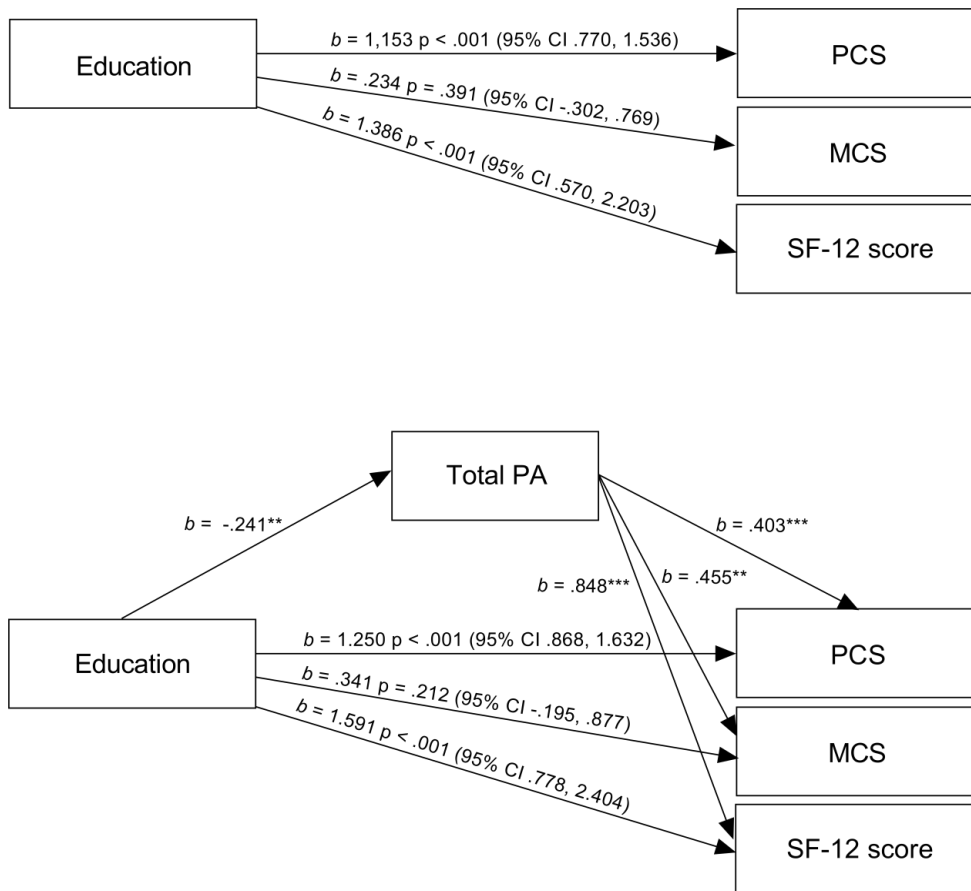 Education
b = 1,153 p < .001 (95% CI .770, 1.536)
PCS
b = .234 p = .391 (95% CI -.302, .769)
MCS
b = 1.386 p < .001 (95% CI .570, 2.203)
SF-12 score
Total PA
b = -.241**
b = .403***
b = .455**
b = .848***
Education
b = 1.250 p < .001 (95% CI .868, 1.632)
PCS
b = .341 p = .212 (95% CI -.195, .877)
MCS
b = 1.591 p < .001 (95% CI .778, 2.404)
SF-12 score